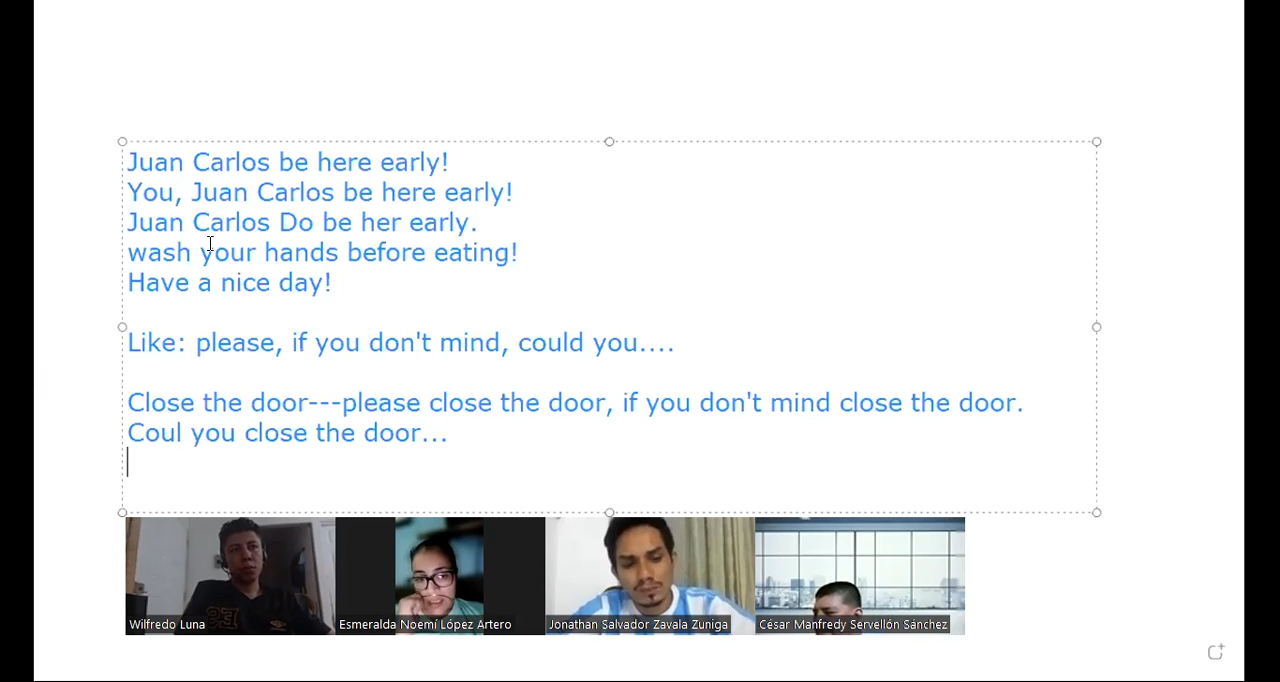 Juan Carlos be here early!
You, Juan Carlos be here early!
Juan Carlos Do be her early.
wash your hands before eating!
Have a nice day!
Like: please, if you don't mind, could you....
Close the door---please close the door, if you don't mind close the door.
Coul you close the door...
Wilfredo Luna
Esmeralda Noemí López Artero
Jonathan Salvador Zavala Zuniga
César Manfredy Servellón Sánchez